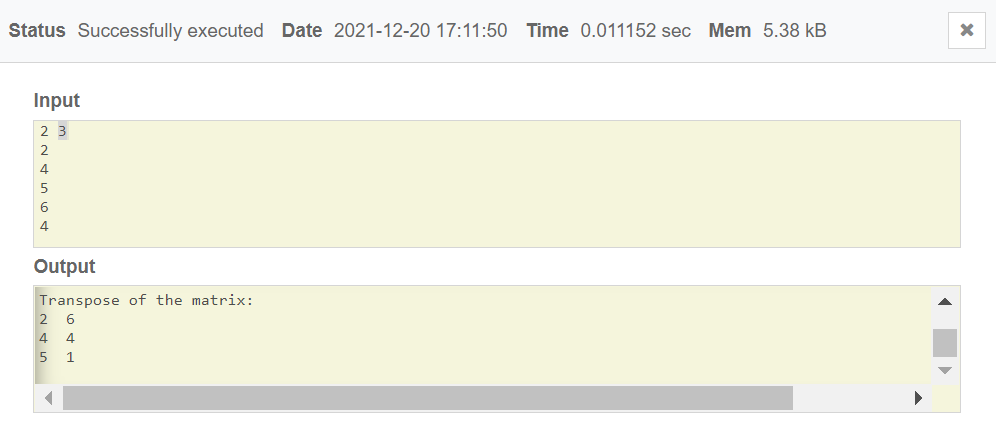 Status Successfully executed Date 2021-12-20 17:11:50 Time 0.011152 sec Mem 5.38 kB
Input
2 3
2
4
5
6
4
Output
Transpose of the matrix:
2 6
4 4
5 1